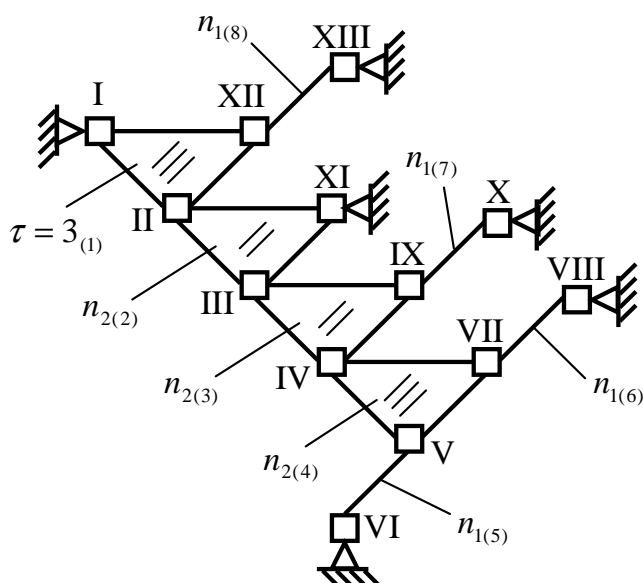 n₁₍₈₎
XIII
I
XII
XI
n₁₍₇₎
X
τ = 3₍₁₎
II
IX
VIII
n₂₍₂₎
III
VII
n₂₍₃₎
IV
n₁₍₆₎
n₂₍₄₎
V
VI
n₁₍₅₎